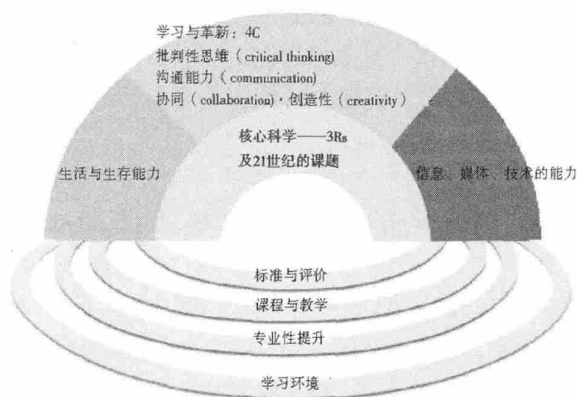 学习与革新：4C
批判性思维（critical thinking）
沟通能力（communication）
协同（collaboration）·创造性（creativity）
核心科学——3Rs
及21世纪的课题
生活与生存能力
信息、媒体、技术的能力
标准与评价
课程与教学
专业性提升
学习环境